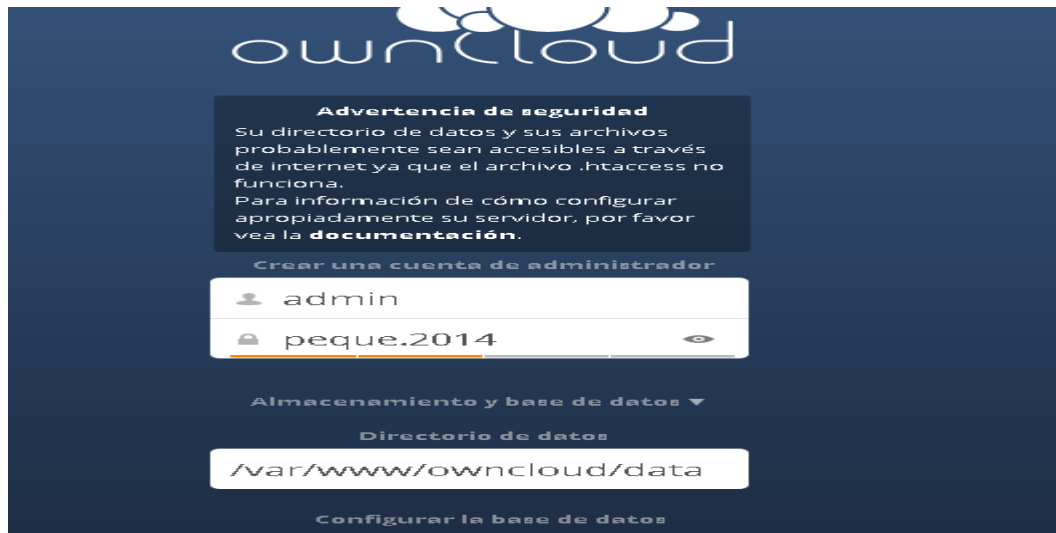 ownCloud
Advertencia de seguridad
Su directorio de datos y sus archivos
probablemente sean accesibles a través
de internet ya que el archivo .htaccess no
funciona.
Para información de cómo configurar
apropiadamente su servidor, por favor
vea la documentación.
Crear una cuenta de administrador
admin
peque.2014
Almacenamiento y base de datos ▼
Directorio de datos
/var/www/owncloud/data
Configurar la base de datos